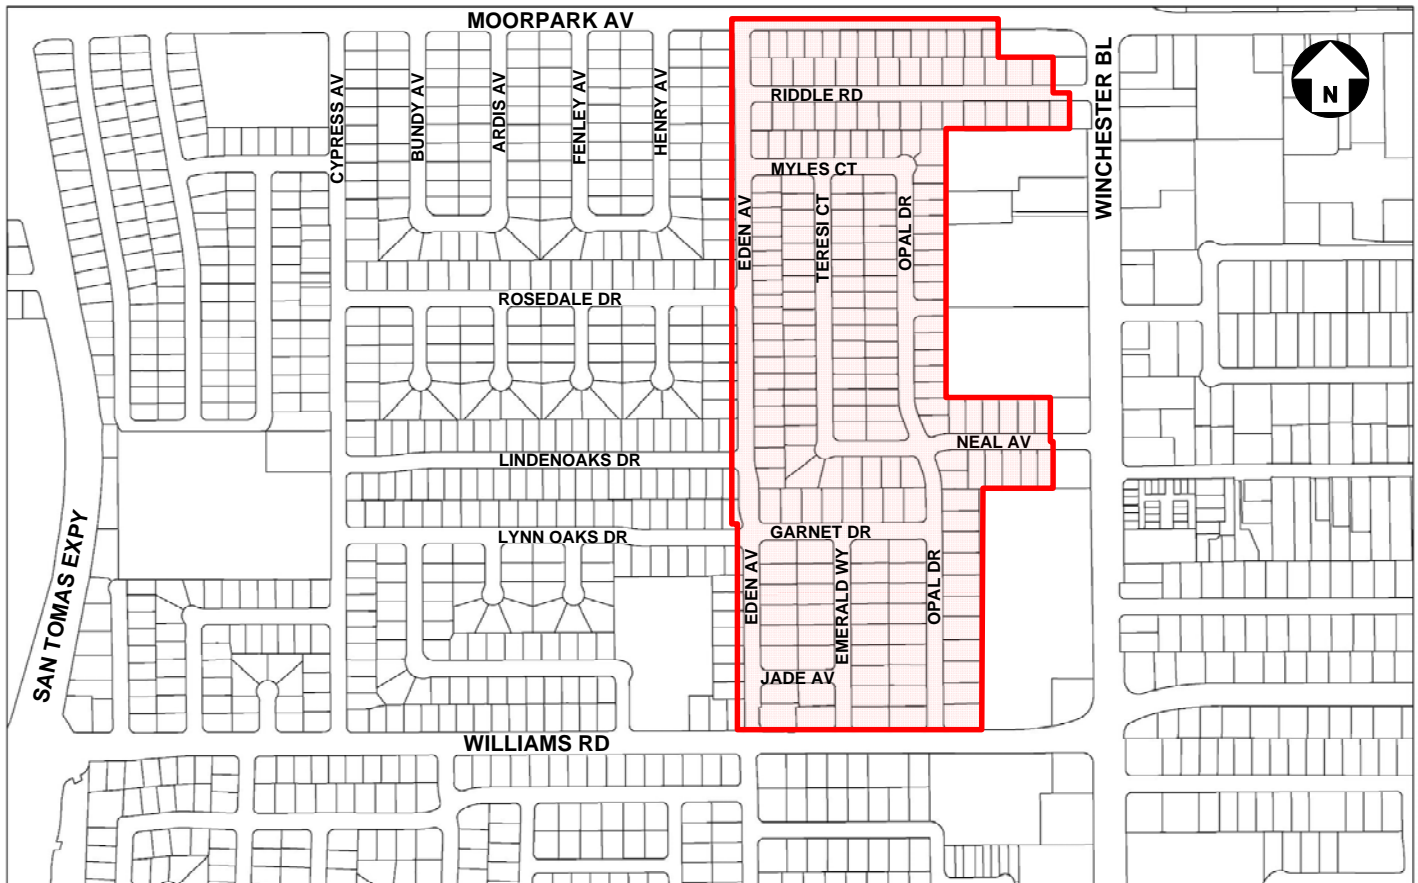 MOORPARK AV
WINCHESTER BL
N
CYPRESS AV
BUNDY AV
ARDIS AV
FENLEY AV
HENRY AV
RIDDLE RD
MYLES CT
EDEN AV
TERESI CT
OPAL DR
ROSEDALE DR
NEAL AV
LINDENOAKS DR
SAN TOMAS EXPY
LYNN OAKS DR
GARNET DR
EDEN AV
EMERALD WY
OPAL DR
JADE AV
WILLIAMS RD